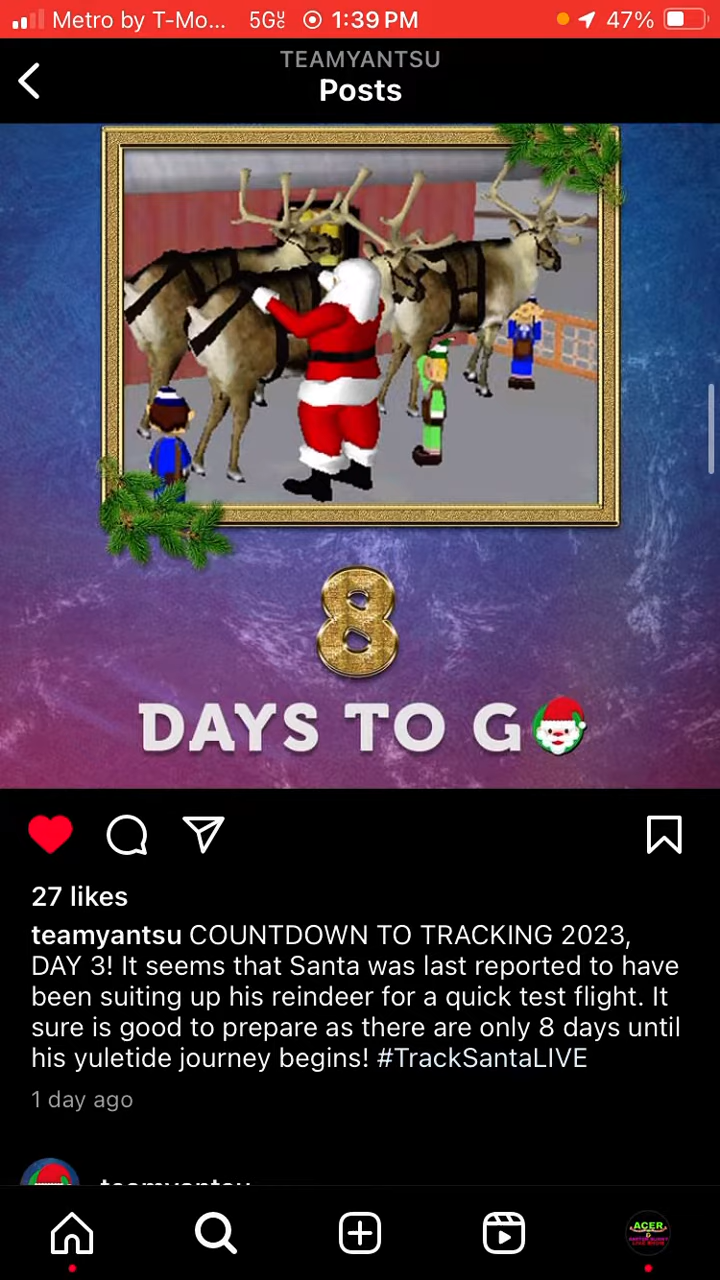 Metro by T-Mo... 5G 1:39 PM 47%
TEAMYANTSU
Posts
8
DAYS TO GO
27 likes
teamyantsu COUNTDOWN TO TRACKING 2023,
DAY 3! It seems that Santa was last reported to have
been suiting up his reindeer for a quick test flight. It
sure is good to prepare as there are only 8 days until
his yuletide journey begins! #TrackSantaLIVE
1 day ago
teamyantsu
ACER